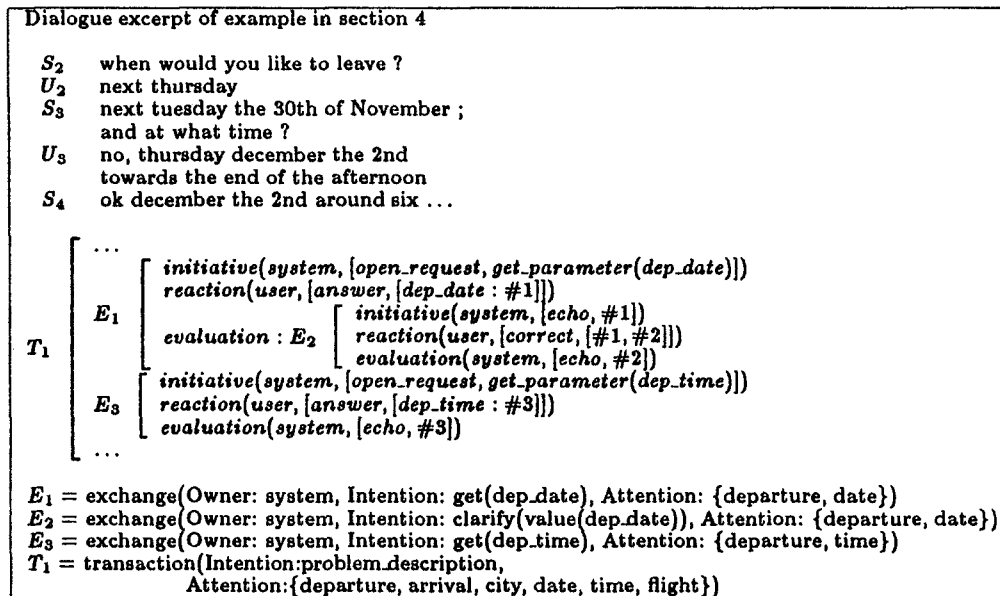 Dialogue excerpt of example in section 4
S₂ when would you like to leave ?
U₂ next thursday
S₃ next tuesday the 30th of November ;
and at what time ?
U₃ no, thursday december the 2nd
towards the end of the afternoon
S₄ ok december the 2nd around six ...
...
initiative(system, [open_request, get_parameter(dep_date)])
reaction(user, [answer, [dep_date : #1]])
E₁
evaluation : E₂
initiative(system, [echo, #1])
reaction(user, [correct, [#1, #2]])
evaluation(system, [echo, #2])
T₁
E₃
initiative(system, [open_request, get_parameter(dep_time)])
reaction(user, [answer, [dep_time : #3]])
evaluation(system, [echo, #3])
...
E₁ = exchange(Owner: system, Intention: get(dep_date), Attention: {departure, date})
E₂ = exchange(Owner: system, Intention: clarify(value(dep_date)), Attention: {departure, date})
E₃ = exchange(Owner: system, Intention: get(dep_time), Attention: {departure, time})
T₁ = transaction(Intention:problem_description,
Attention:{departure, arrival, city, date, time, flight})